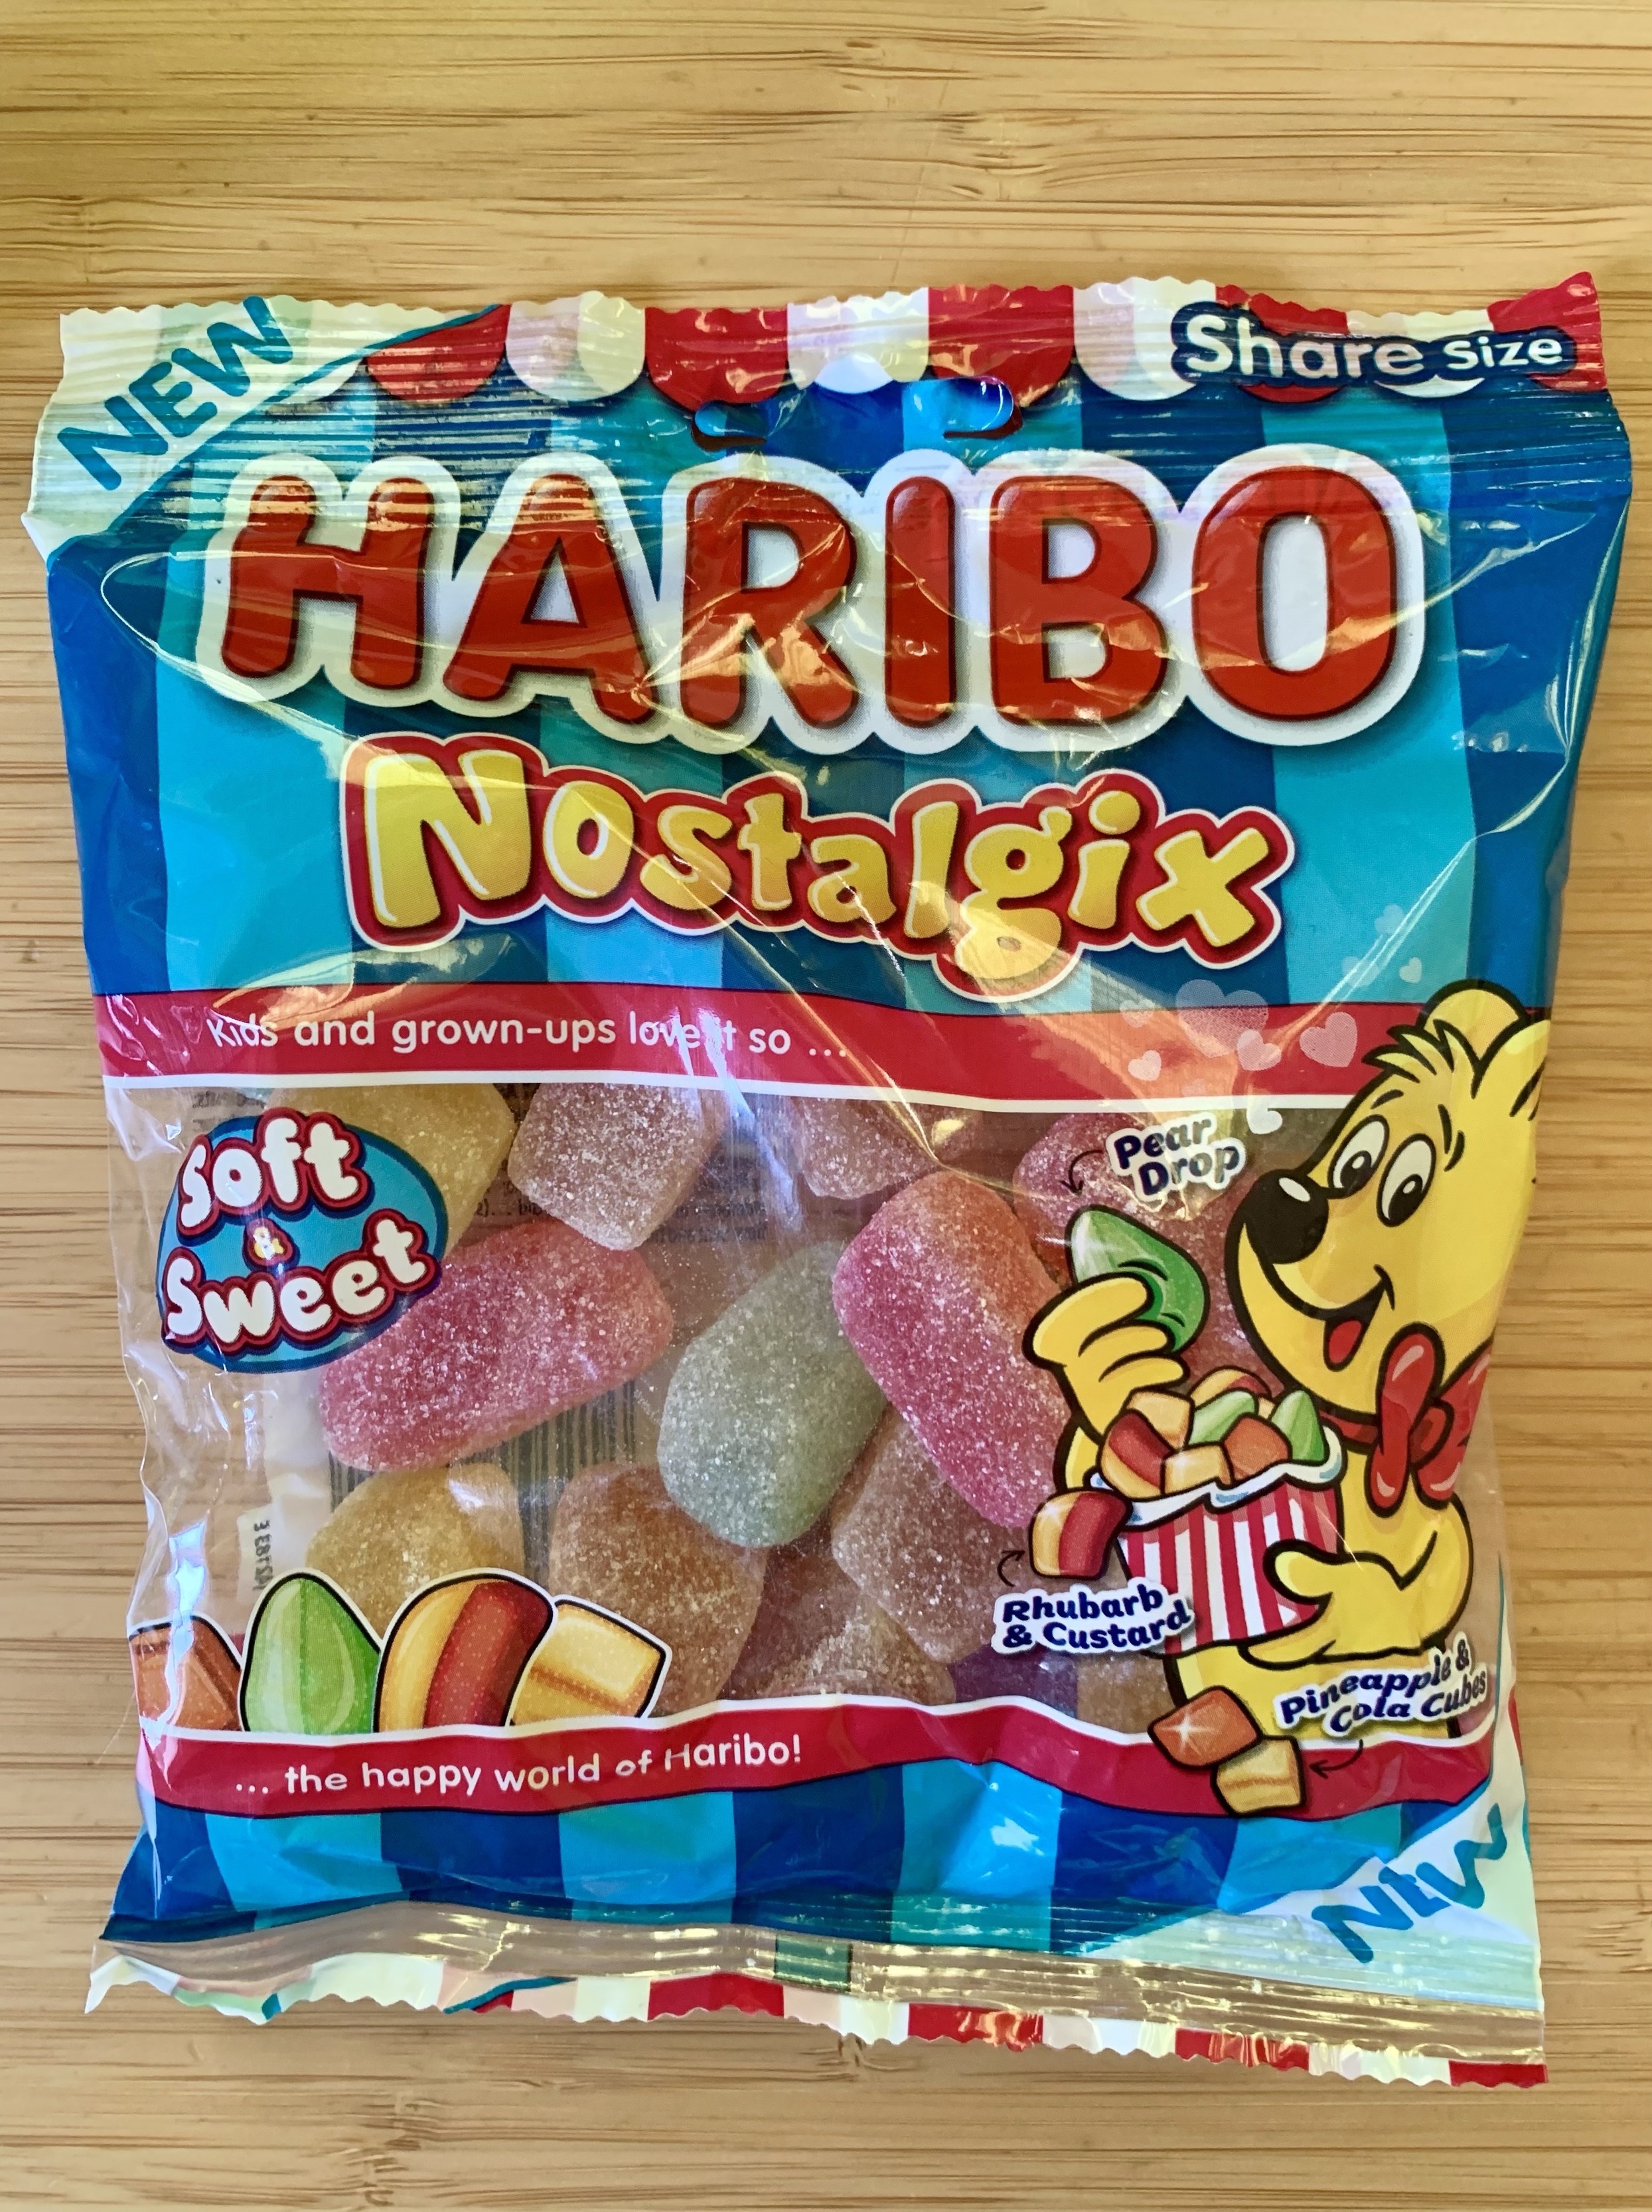 NEW
Share Size
HARIBO
Nostalgix
Kids and grown-ups love it so ...
Soft
&
Sweet
Pear
Drop
Rhubarb
& Custard
Pineapple &
Cola Cubes
... the happy world of Haribo!
NEW